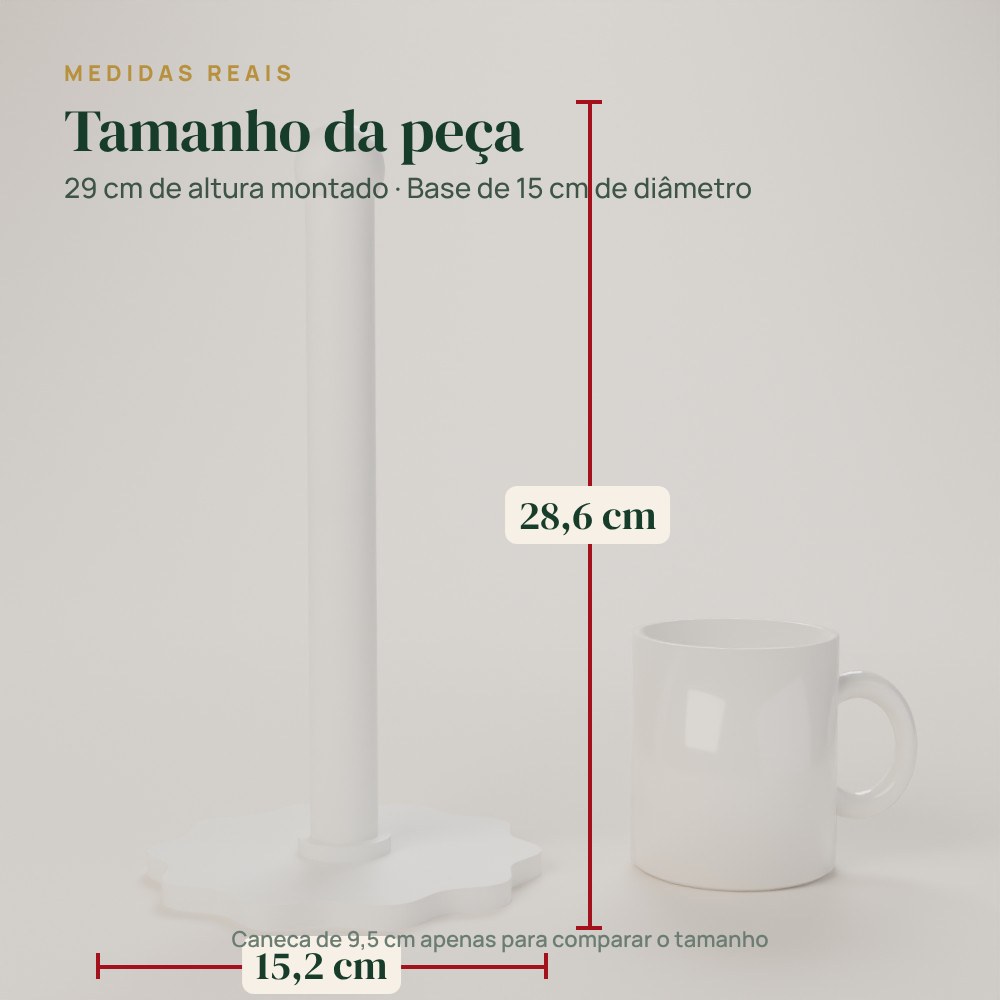 MEDIDAS REAIS
Tamanho da peça
29 cm de altura montado · Base de 15 cm de diâmetro
28,6 cm
Caneca de 9,5 cm apenas para comparar o tamanho
15,2 cm